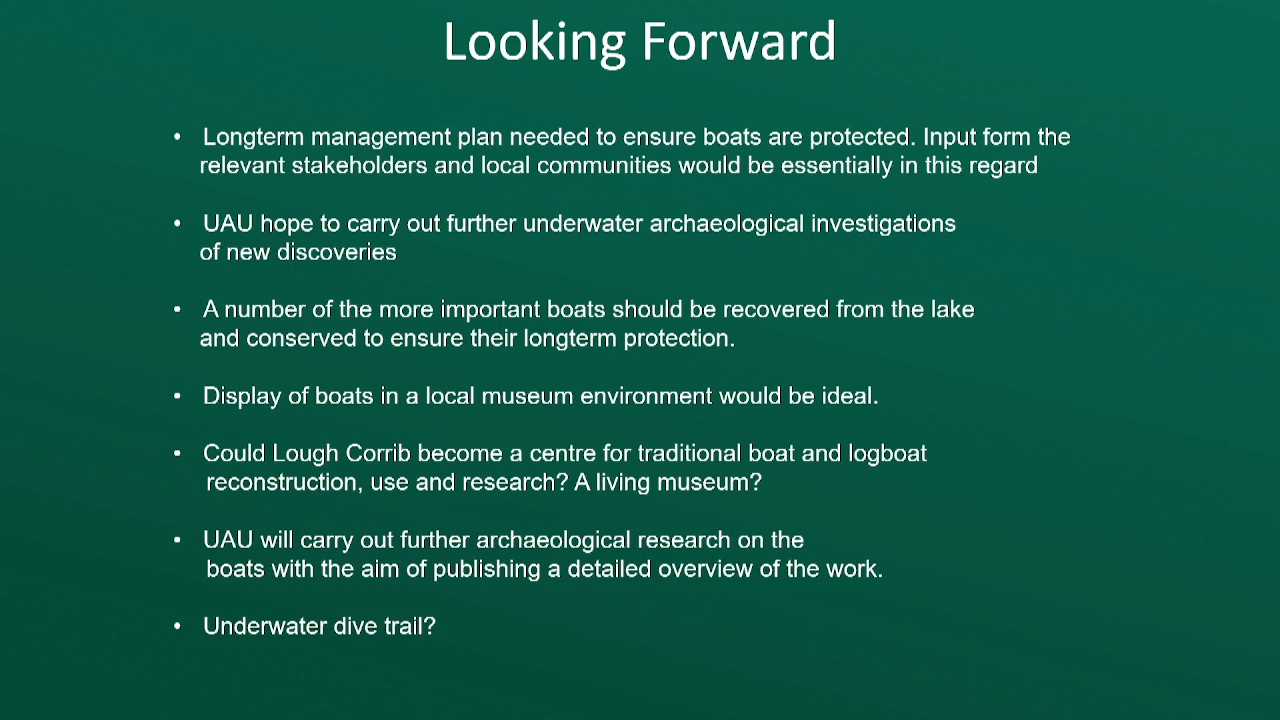 Looking Forward
• Longterm management plan needed to ensure boats are protected. Input form the
relevant stakeholders and local communities would be essentially in this regard
• UAU hope to carry out further underwater archaeological investigations
of new discoveries
• A number of the more important boats should be recovered from the lake
and conserved to ensure their longterm protection.
• Display of boats in a local museum environment would be ideal.
• Could Lough Corrib become a centre for traditional boat and logboat
reconstruction, use and research? A living museum?
• UAU will carry out further archaeological research on the
boats with the aim of publishing a detailed overview of the work.
• Underwater dive trail?